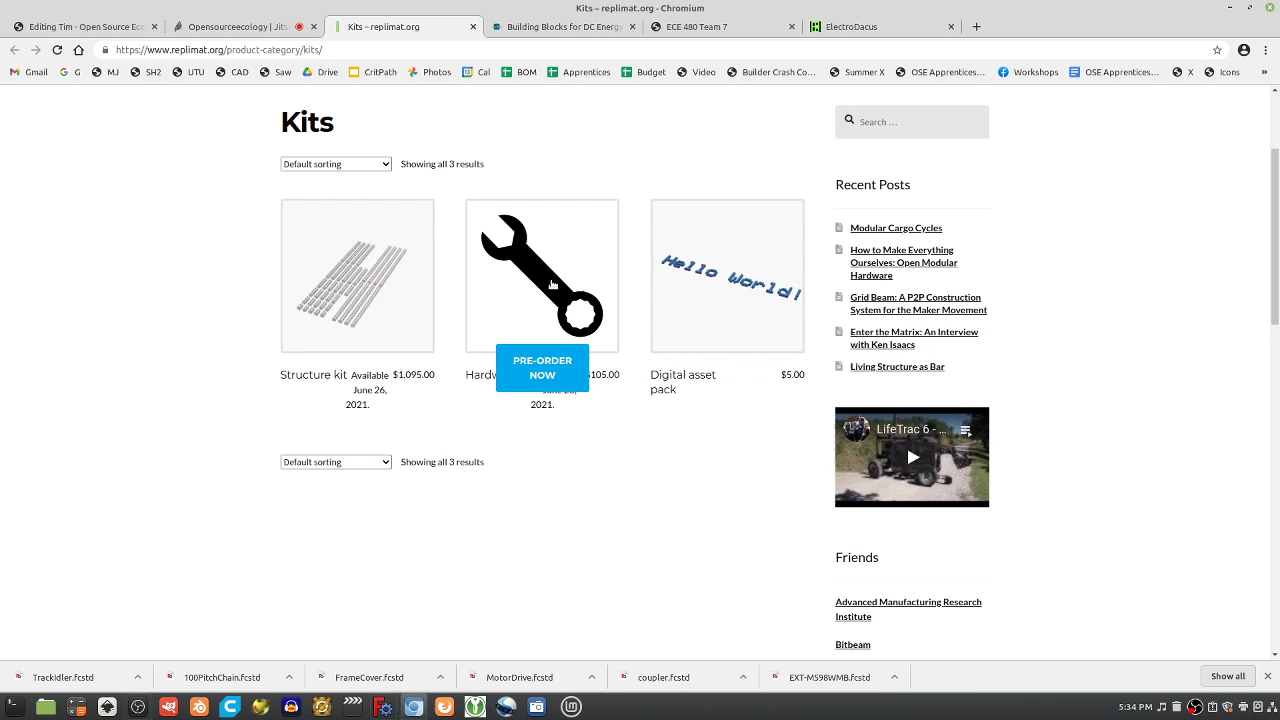 Kits – replimat.org - Chromium
Editing Tm - Open Source Ec
Opensourceecology | Jits
Kits – replimat.org
Building Blocks for DC Energy
ECE 480 Team 7
ElectroDacus
https://www.replimat.org/product-category/kits/
Gmail
G
MJ
SH2
UTU
CAD
Saw
Drive
CritPath
Photos
Cal
BOM
Apprentices
Budget
Video
Builder Crash Co...
Summer X
OSE Apprentices...
Workshops
OSE Apprentices...
X
Icons
»
Kits
Default sorting
Showing all 3 results
Hello World!
Structure kit Available $1,095.00
June 26,
2021.
PRE-ORDER
NOW
2021.
Digital asset $5.00
pack
Default sorting
Showing all 3 results
Search …
Recent Posts
Modular Cargo Cycles
How to Make Everything
Ourselves: Open Modular
Hardware
Grid Beam: A P2P Construction
System for the Maker Movement
Enter the Matrix: An Interview
with Ken Isaacs
Living Structure as Bar
LifeTrac 6 - ...
Friends
Advanced Manufacturing Research
Institute
Bitbeam
TrackIdler.fcstd
100PitchChain.fcstd
FrameCover.fcstd
MotorDrive.fcstd
coupler.fcstd
EXT-M598WMB.fcstd
Show all
5:34 PM